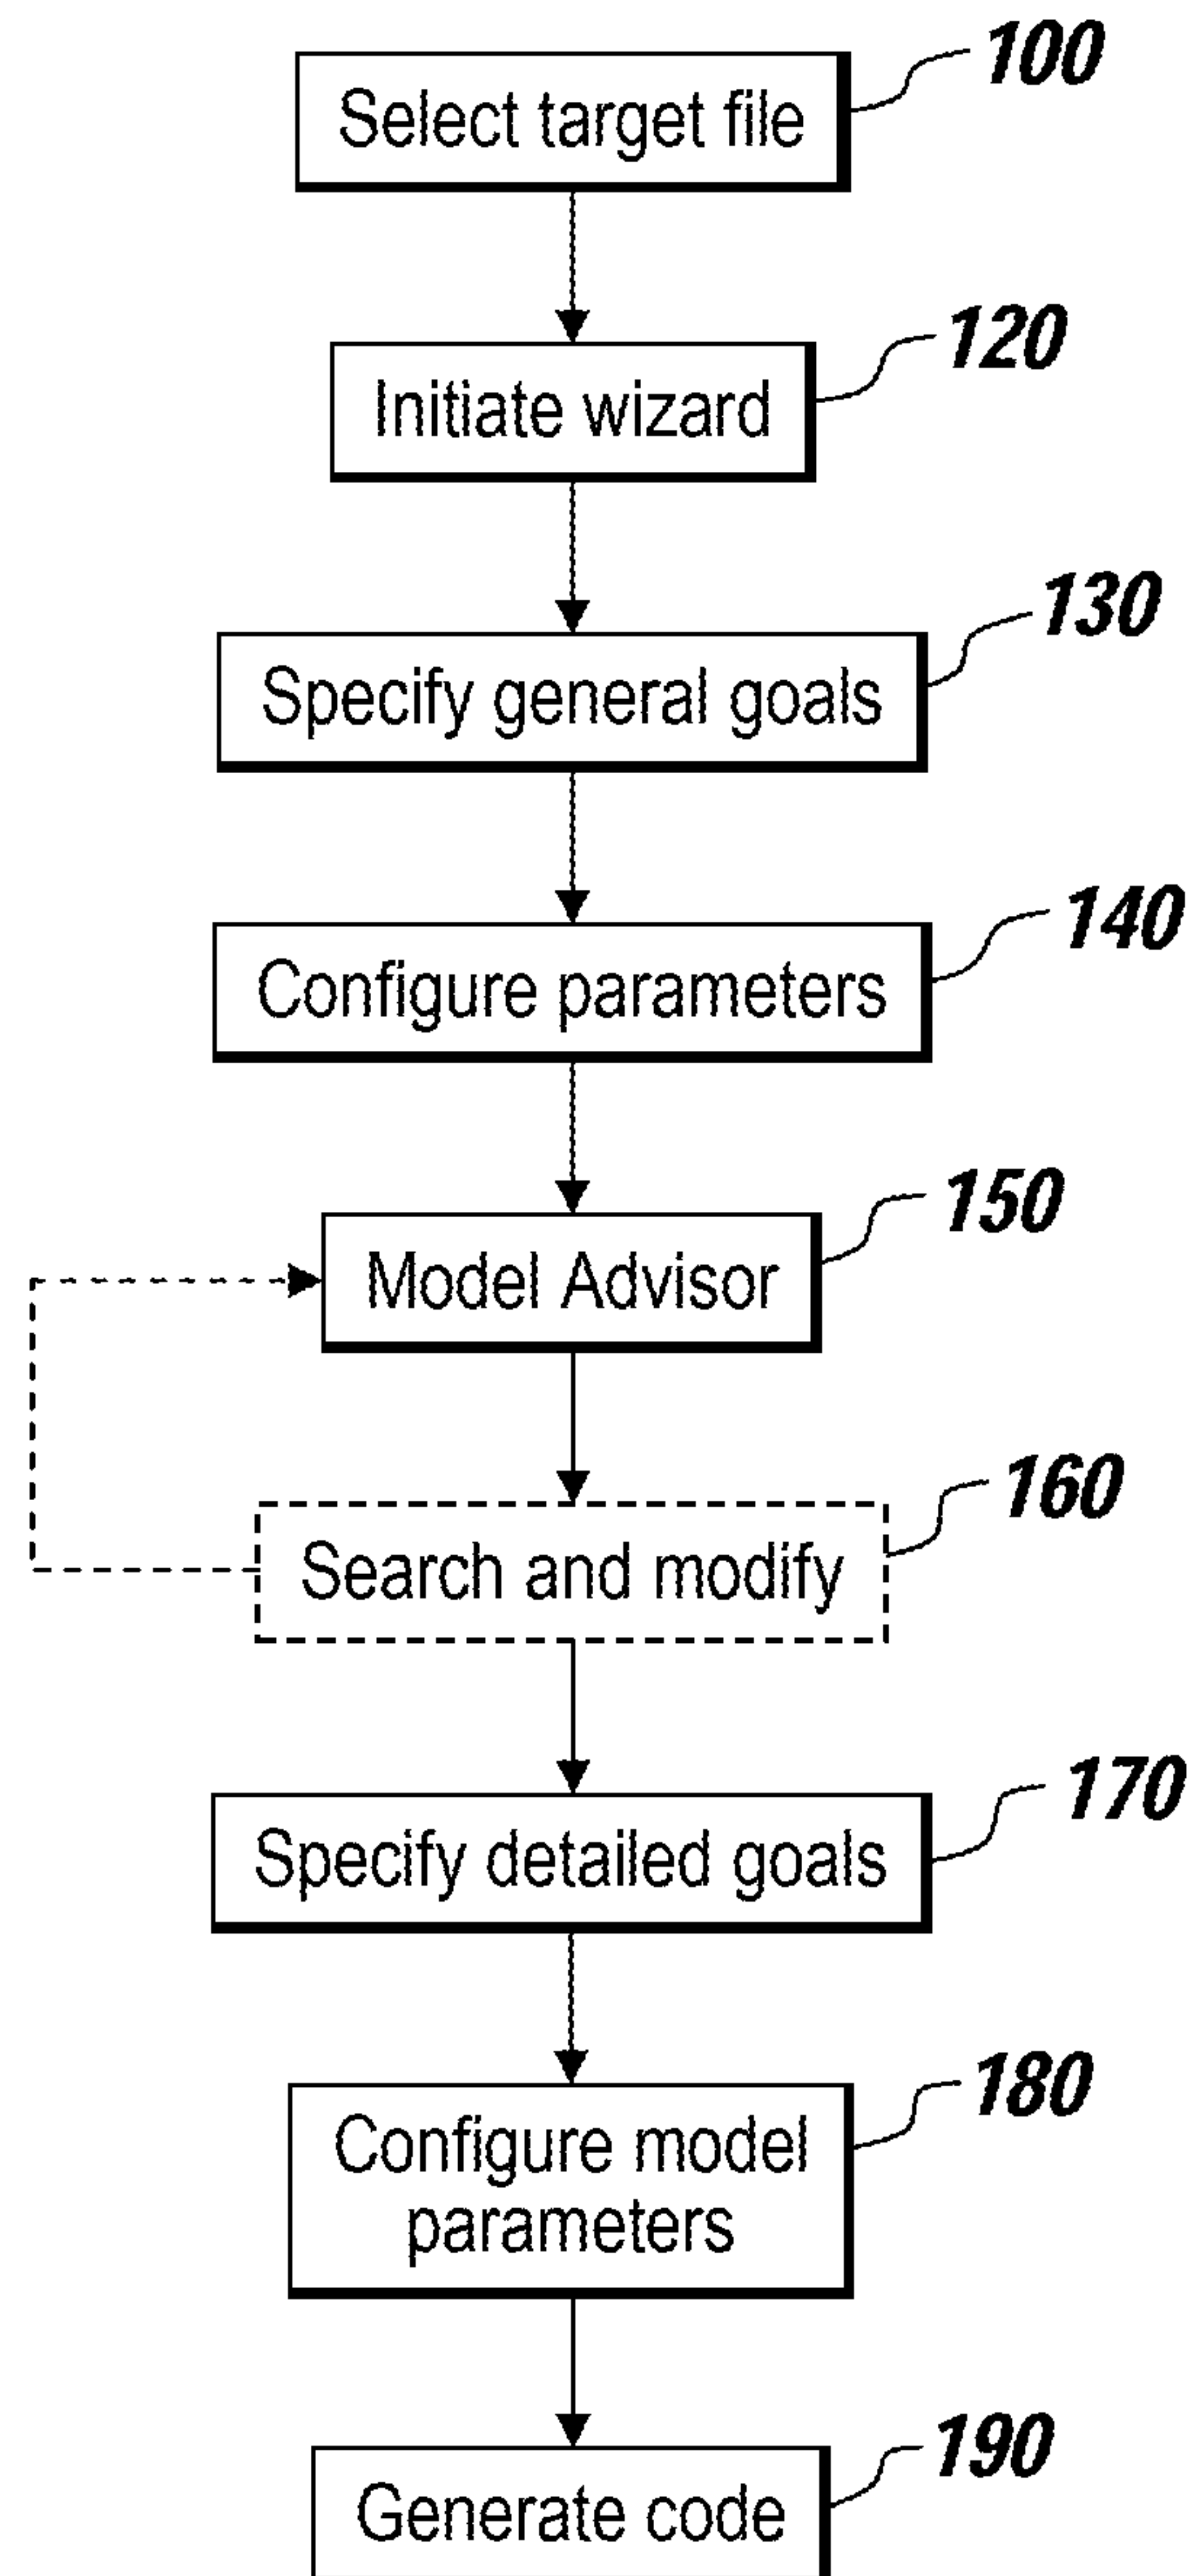 100
Select target file
120
Initiate wizard
130
Specify general goals
140
Configure parameters
150
Model Advisor
160
Search and modify
170
Specify detailed goals
180
Configure model
parameters
190
Generate code